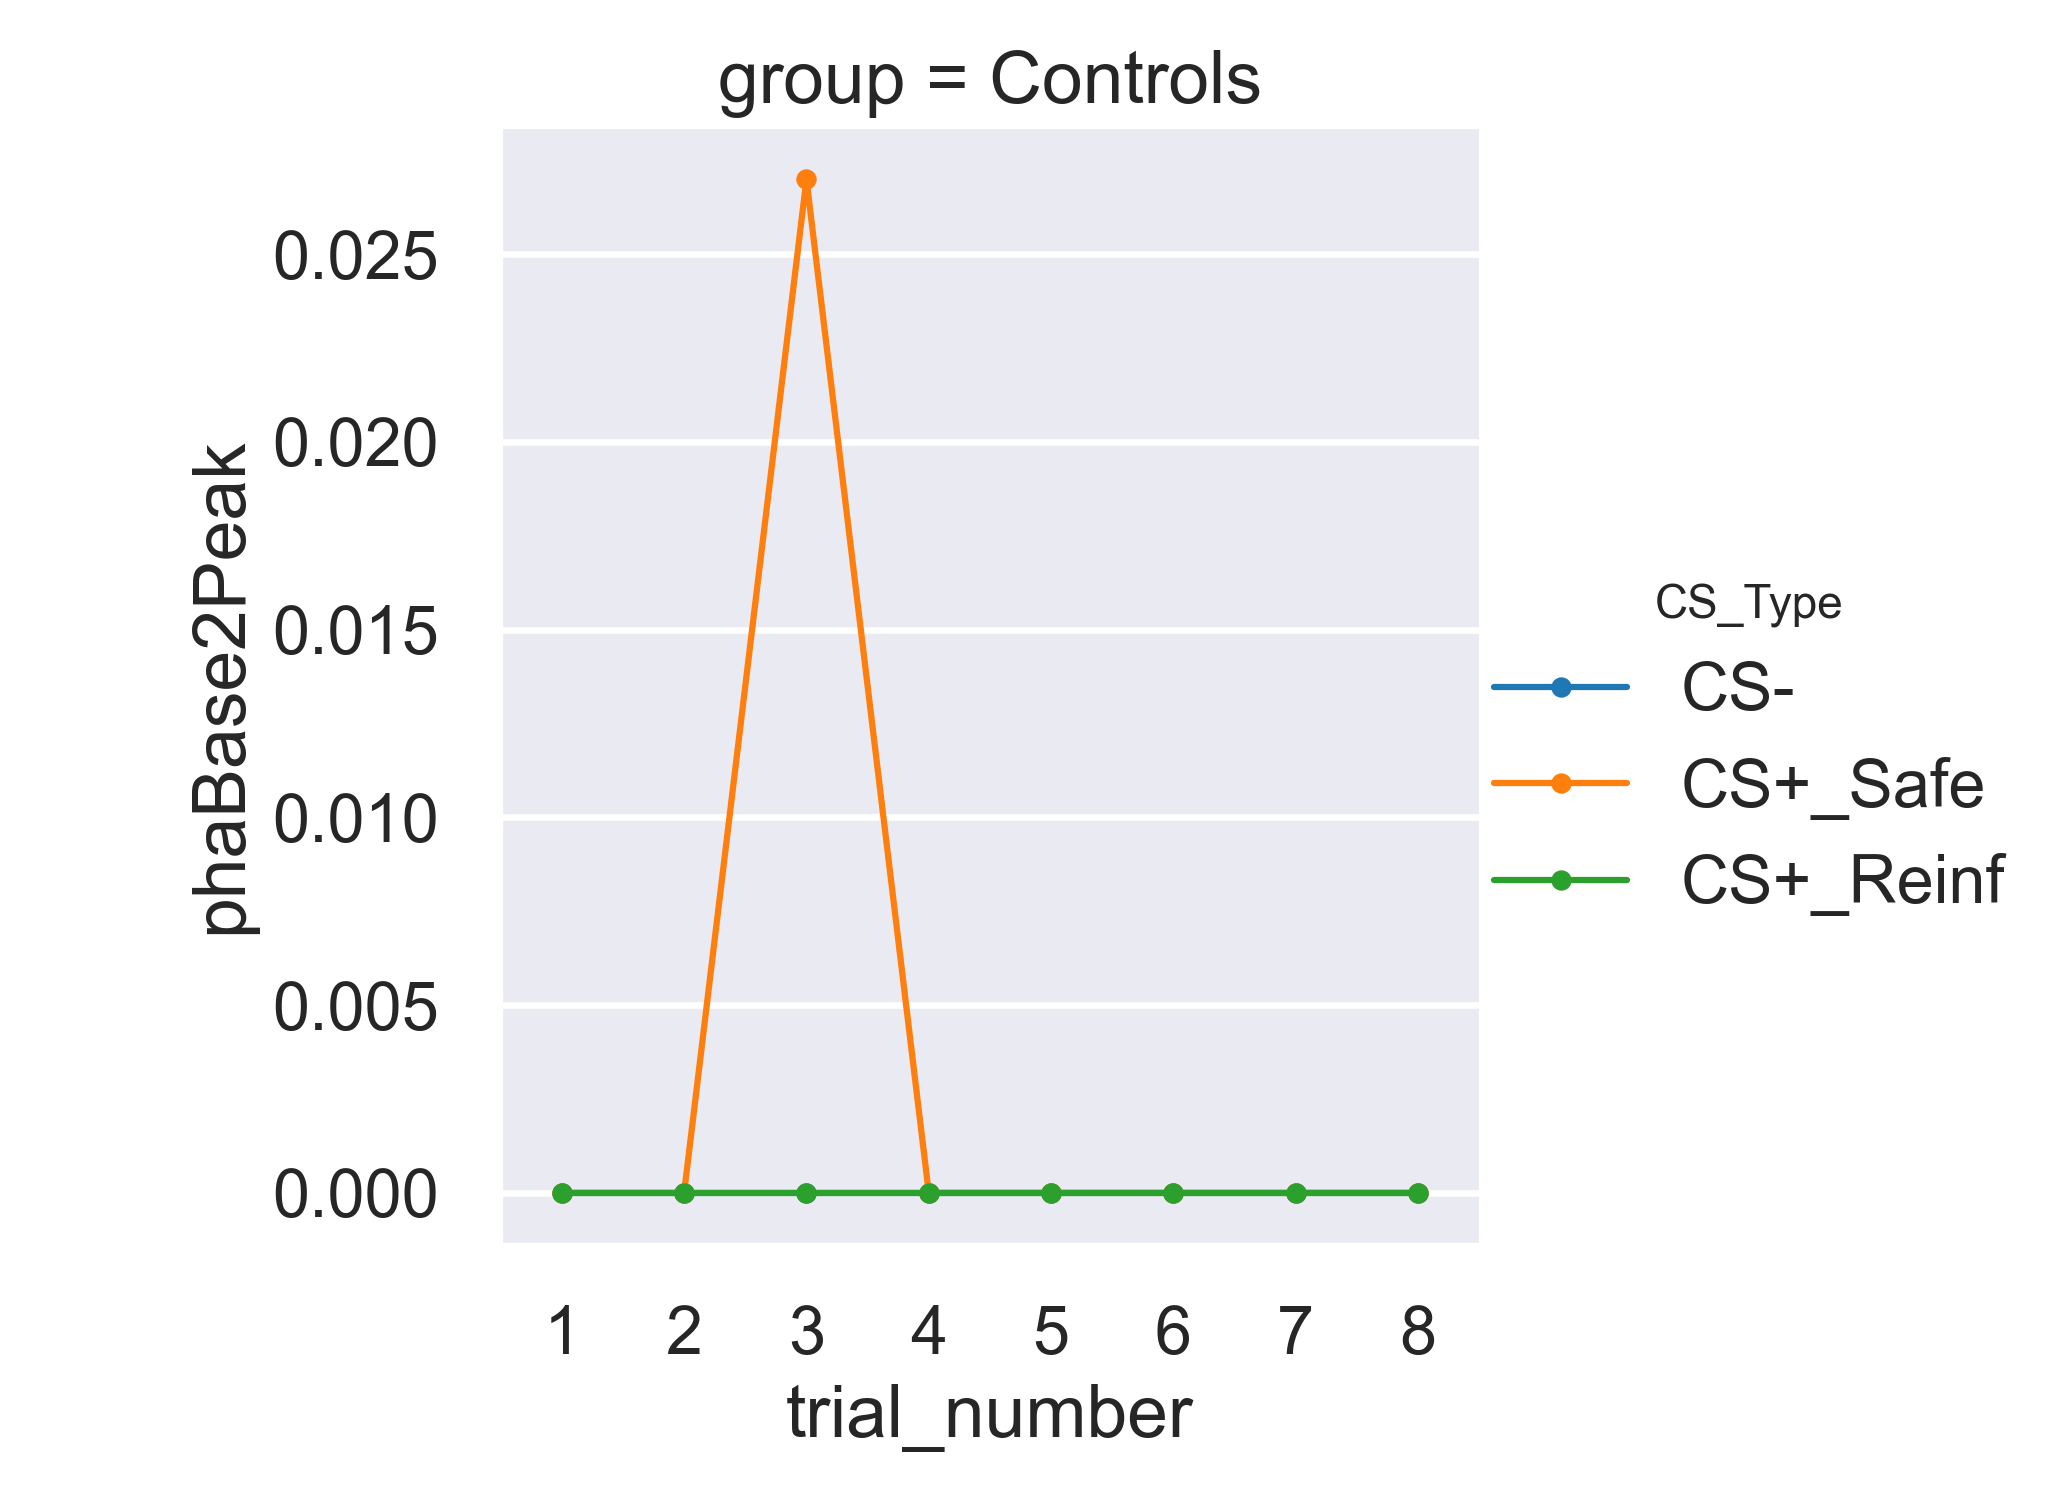 group = Controls
phaBase2Peak
0.025
0.020
0.015
0.010
0.005
0.000
1 2 3 4 5 6 7 8
trial_number
CS_Type
CS-
CS+_Safe
CS+_Reinf